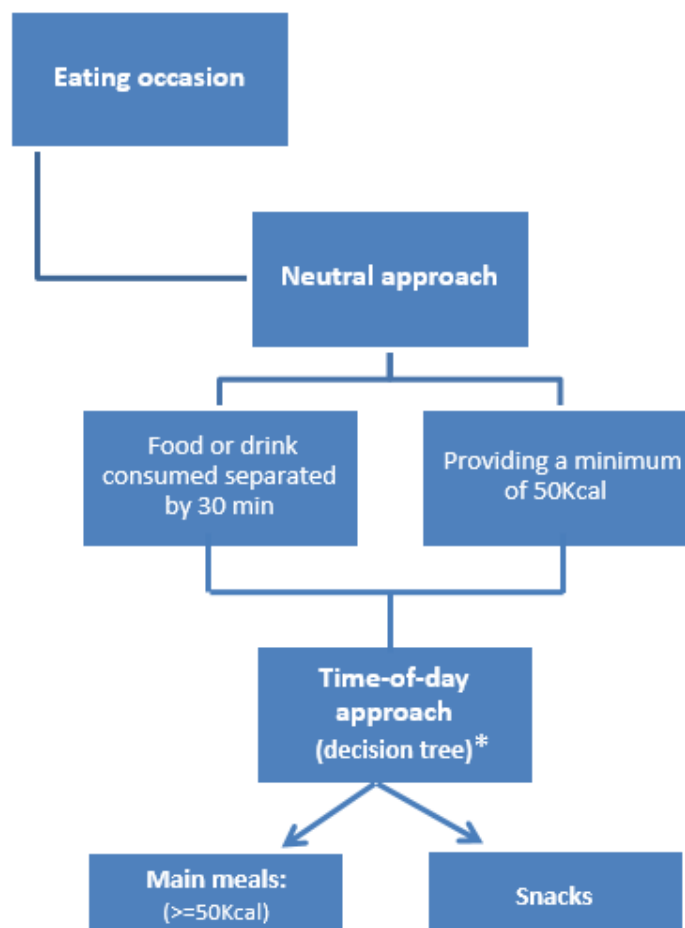 Eating occasion
Neutral approach
Food or drink
consumed separated
by 30 min
Providing a minimum
of 50Kcal
Time-of-day
approach
(decision tree)*
Main meals:
(>=50Kcal)
Snacks